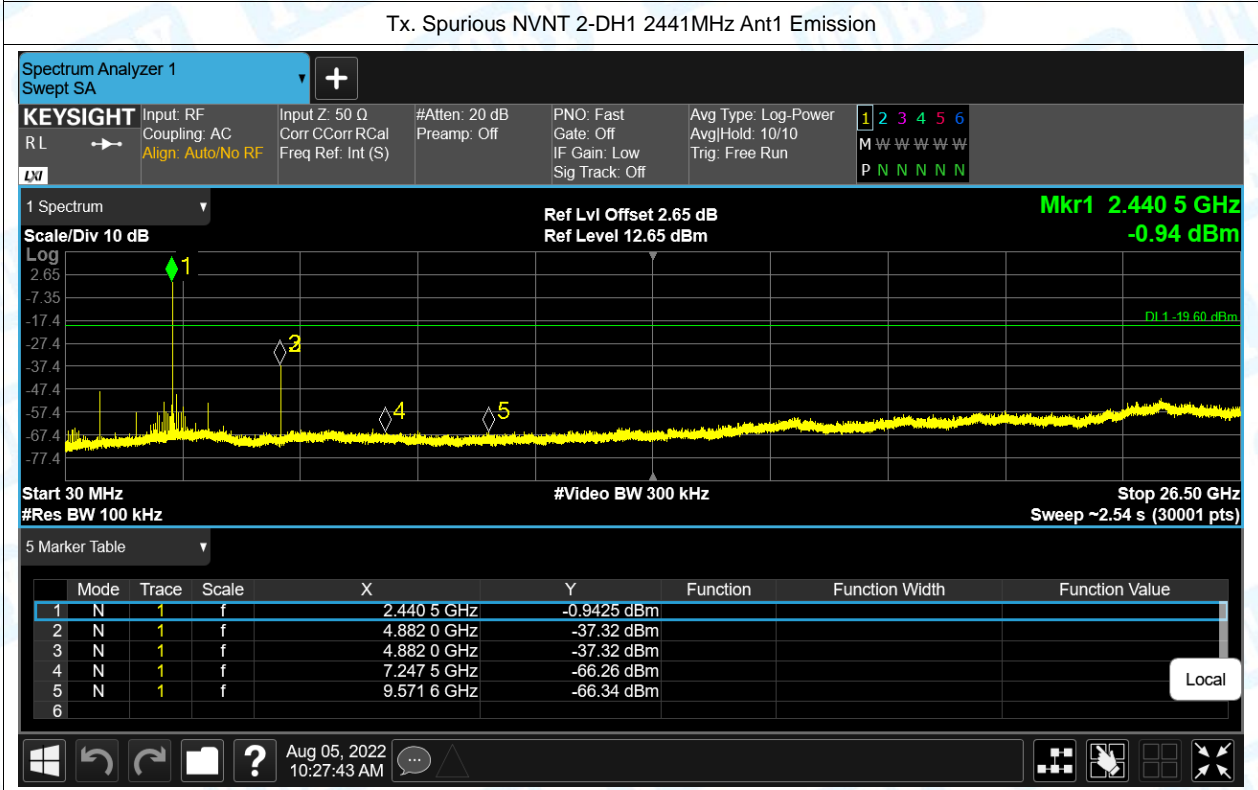 Tx. Spurious NVNT 2-DH1 2441MHz Ant1 Emission
Spectrum Analyzer 1
Swept SA
KEYSIGHT
R L
LXI
Input: RF
Coupling: AC
Align: Auto/No RF
Input Z: 50 Ω
Corr CCorr RCal
Freq Ref: Int (S)
#Atten: 20 dB
Preamp: Off
PNO: Fast
Gate: Off
IF Gain: Low
Sig Track: Off
Avg Type: Log-Power
Avg|Hold: 10/10
Trig: Free Run
1 2 3 4 5 6
M W W W W W
P N N N N N
1 Spectrum
Scale/Div 10 dB
Ref Lvl Offset 2.65 dB
Ref Level 12.65 dBm
Mkr1 2.440 5 GHz
-0.94 dBm
Log
2.65
-7.35
-17.4
-27.4
-37.4
-47.4
-57.4
-67.4
-77.4
1
4
5
DL1 -19.60 dBm
Start 30 MHz
#Video BW 300 kHz
Stop 26.50 GHz
#Res BW 100 kHz
Sweep ~2.54 s (30001 pts)
5 Marker Table
Mode Trace Scale X Y Function Function Width Function Value
1 N 1 f 2.440 5 GHz -0.9425 dBm
2 N 1 f 4.882 0 GHz -37.32 dBm
3 N 1 f 4.882 0 GHz -37.32 dBm
4 N 1 f 7.247 5 GHz -66.26 dBm
5 N 1 f 9.571 6 GHz -66.34 dBm
6
Local
?
Aug 05, 2022
10:27:43 AM